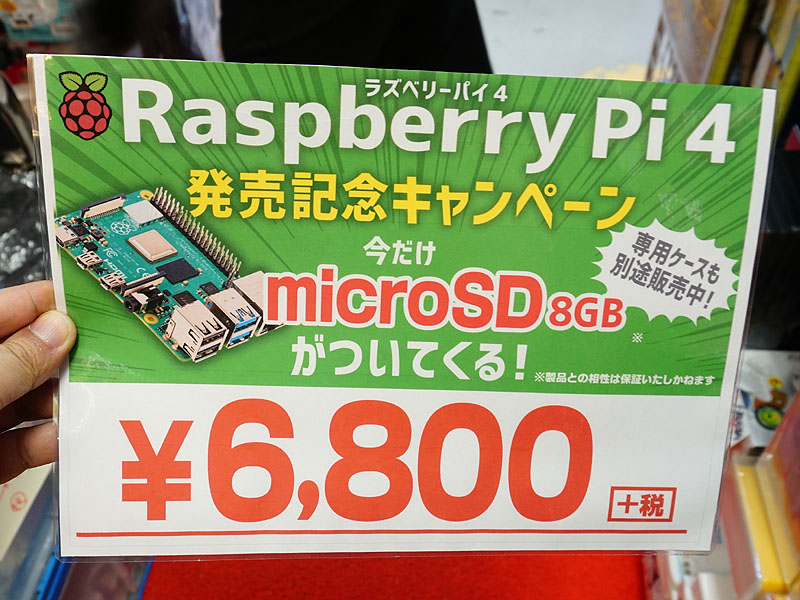 ラズベリーパイ4
Raspberry Pi 4
発売記念キャンペーン
今だけ
専用ケースも
別途販売中!
microSD 8GB
※
がついてくる!
※製品との相性は保証いたしかねます
¥6,800
+税